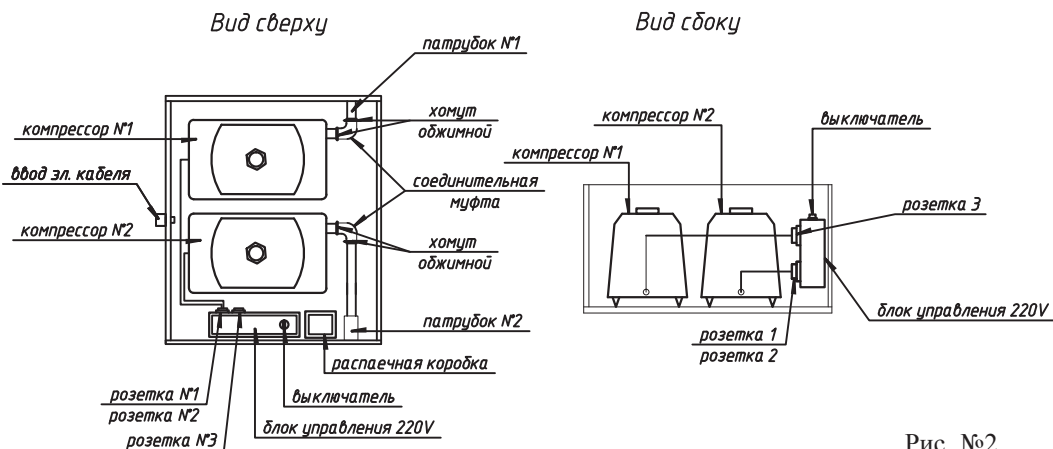 Вид сверху
патрубок №1
хомут
обжимной
компрессор №1
ввод эл. кабеля
соединительная
муфта
компрессор №2
хомут
обжимной
патрубок №2
распаечная коробка
розетка №1
розетка №2
розетка №3
выключатель
блок управления 220V
Вид сбоку
компрессор №2
выключатель
компрессор №1
розетка 3
блок управления 220V
розетка 1
розетка 2
Рис. №2